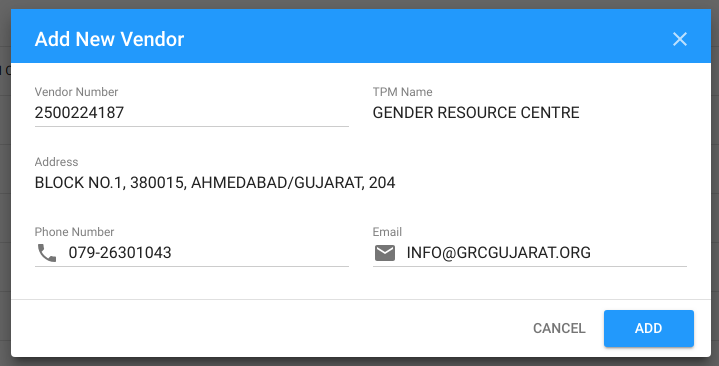 Add New Vendor
Vendor Number
TPM Name
2500224187
GENDER RESOURCE CENTRE
Address
BLOCK NO.1, 380015, AHMEDABAD/GUJARAT, 204
Phone Number
Email
079-26301043
INFO@GRCGUJARAT.ORG
CANCEL
ADD